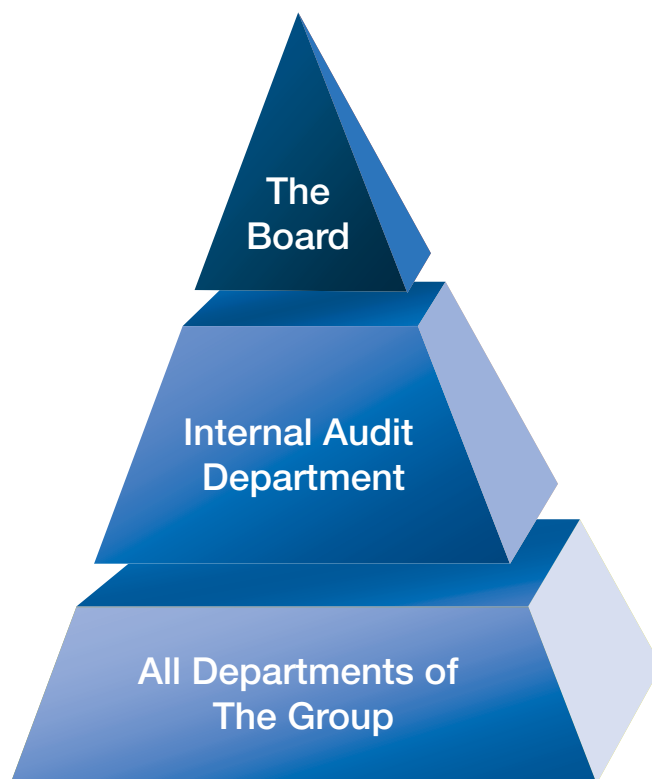 The
Board
Internal Audit
Department
All Departments of
The Group